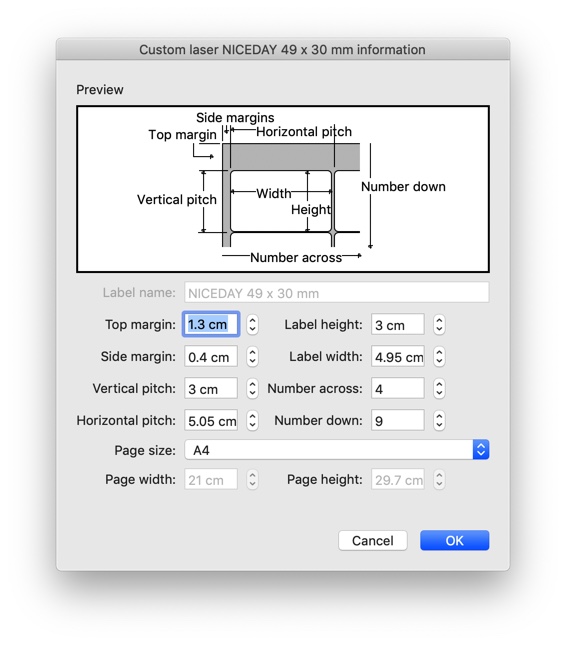 Custom laser NICEDAY 49 x 30 mm information
Preview
Side margins
Top margin
Horizontal pitch
Vertical pitch
Width
Height
Number down
Number across
Label name: NICEDAY 49 x 30 mm
Top margin: 1.3 cm Label height: 3 cm
Side margin: 0.4 cm Label width: 4.95 cm
Vertical pitch: 3 cm Number across: 4
Horizontal pitch: 5.05 cm Number down: 9
Page size: A4
Page width: 21 cm Page height: 29.7 cm
Cancel OK